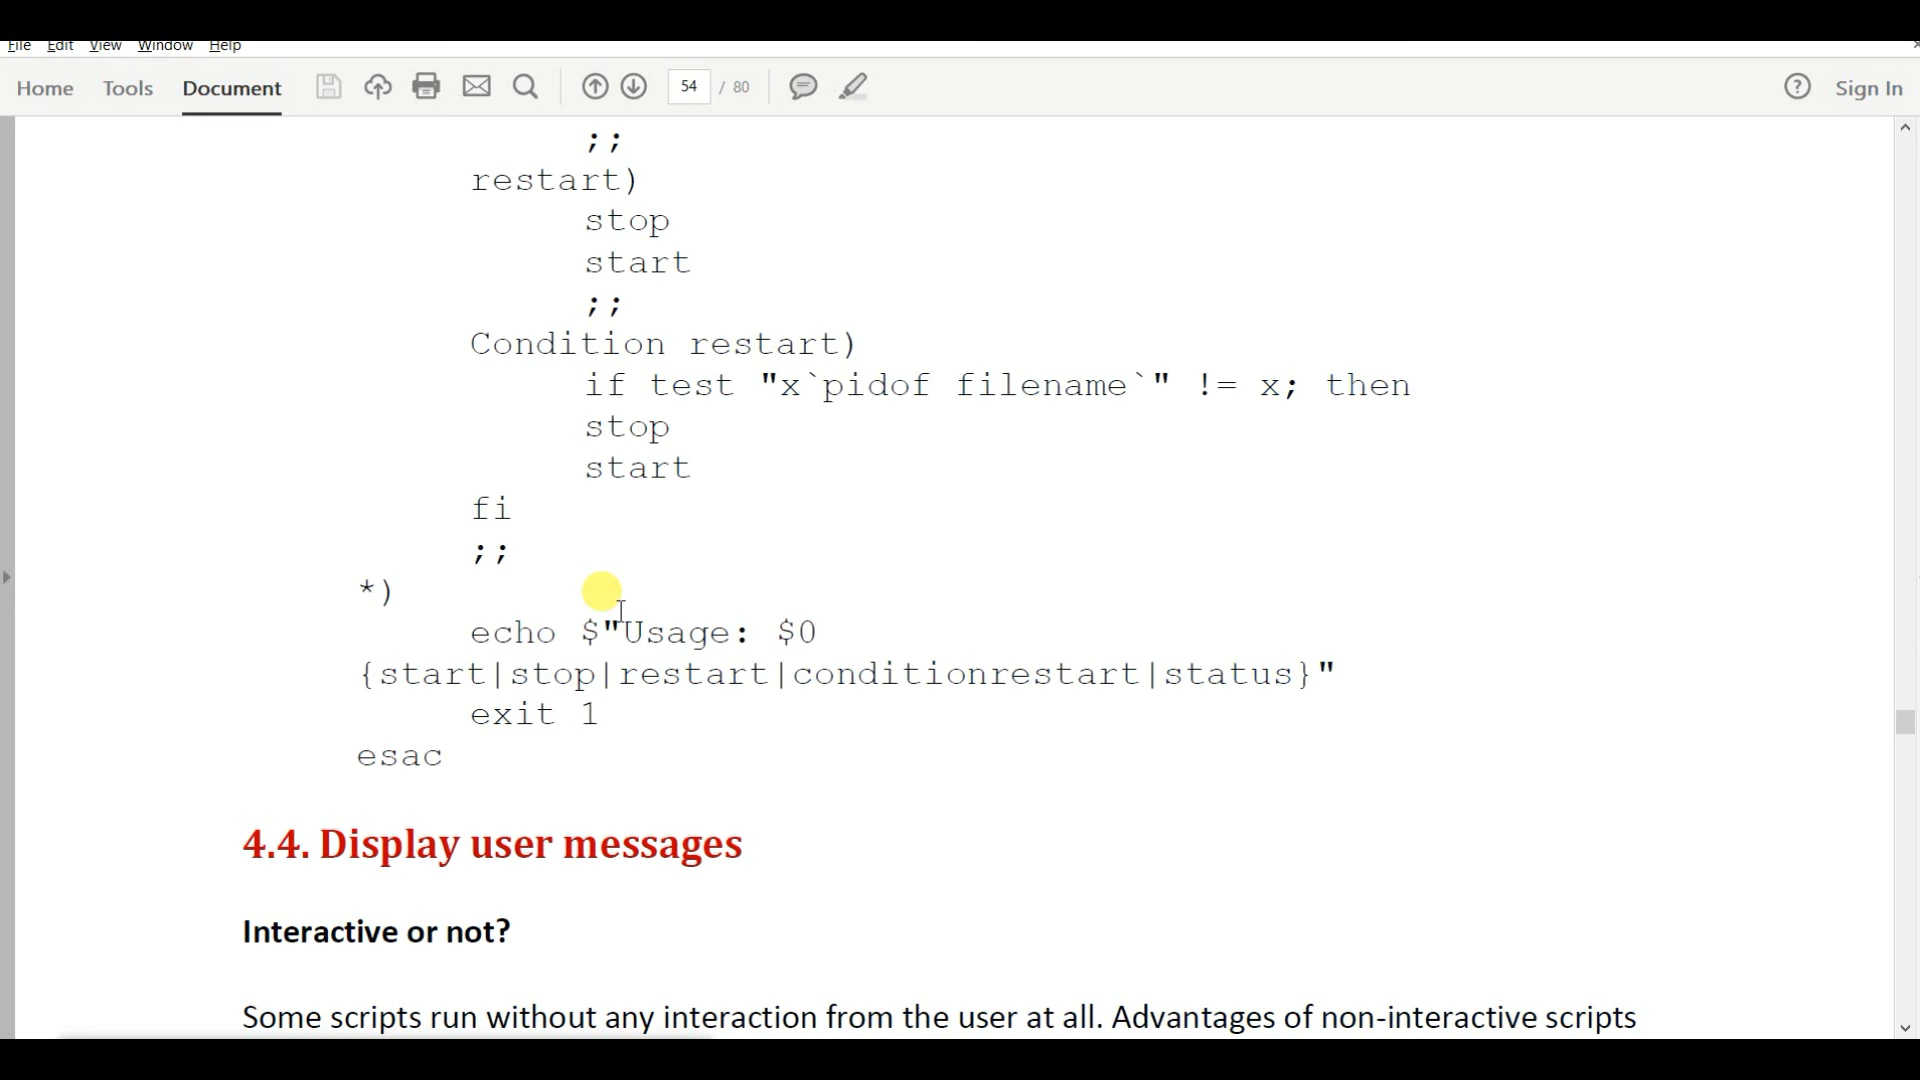 File Edit View Window Help
Home Tools Document 54 / 80 Sign In
;;
restart)
stop
start
;;
Condition restart)
if test "x`pidof filename`" != x; then
stop
start
fi
;;
*)
echo $"Usage: $0
{start|stop|restart|conditionrestart|status}"
exit 1
esac
4.4. Display user messages
Interactive or not?
Some scripts run without any interaction from the user at all. Advantages of non-interactive scripts